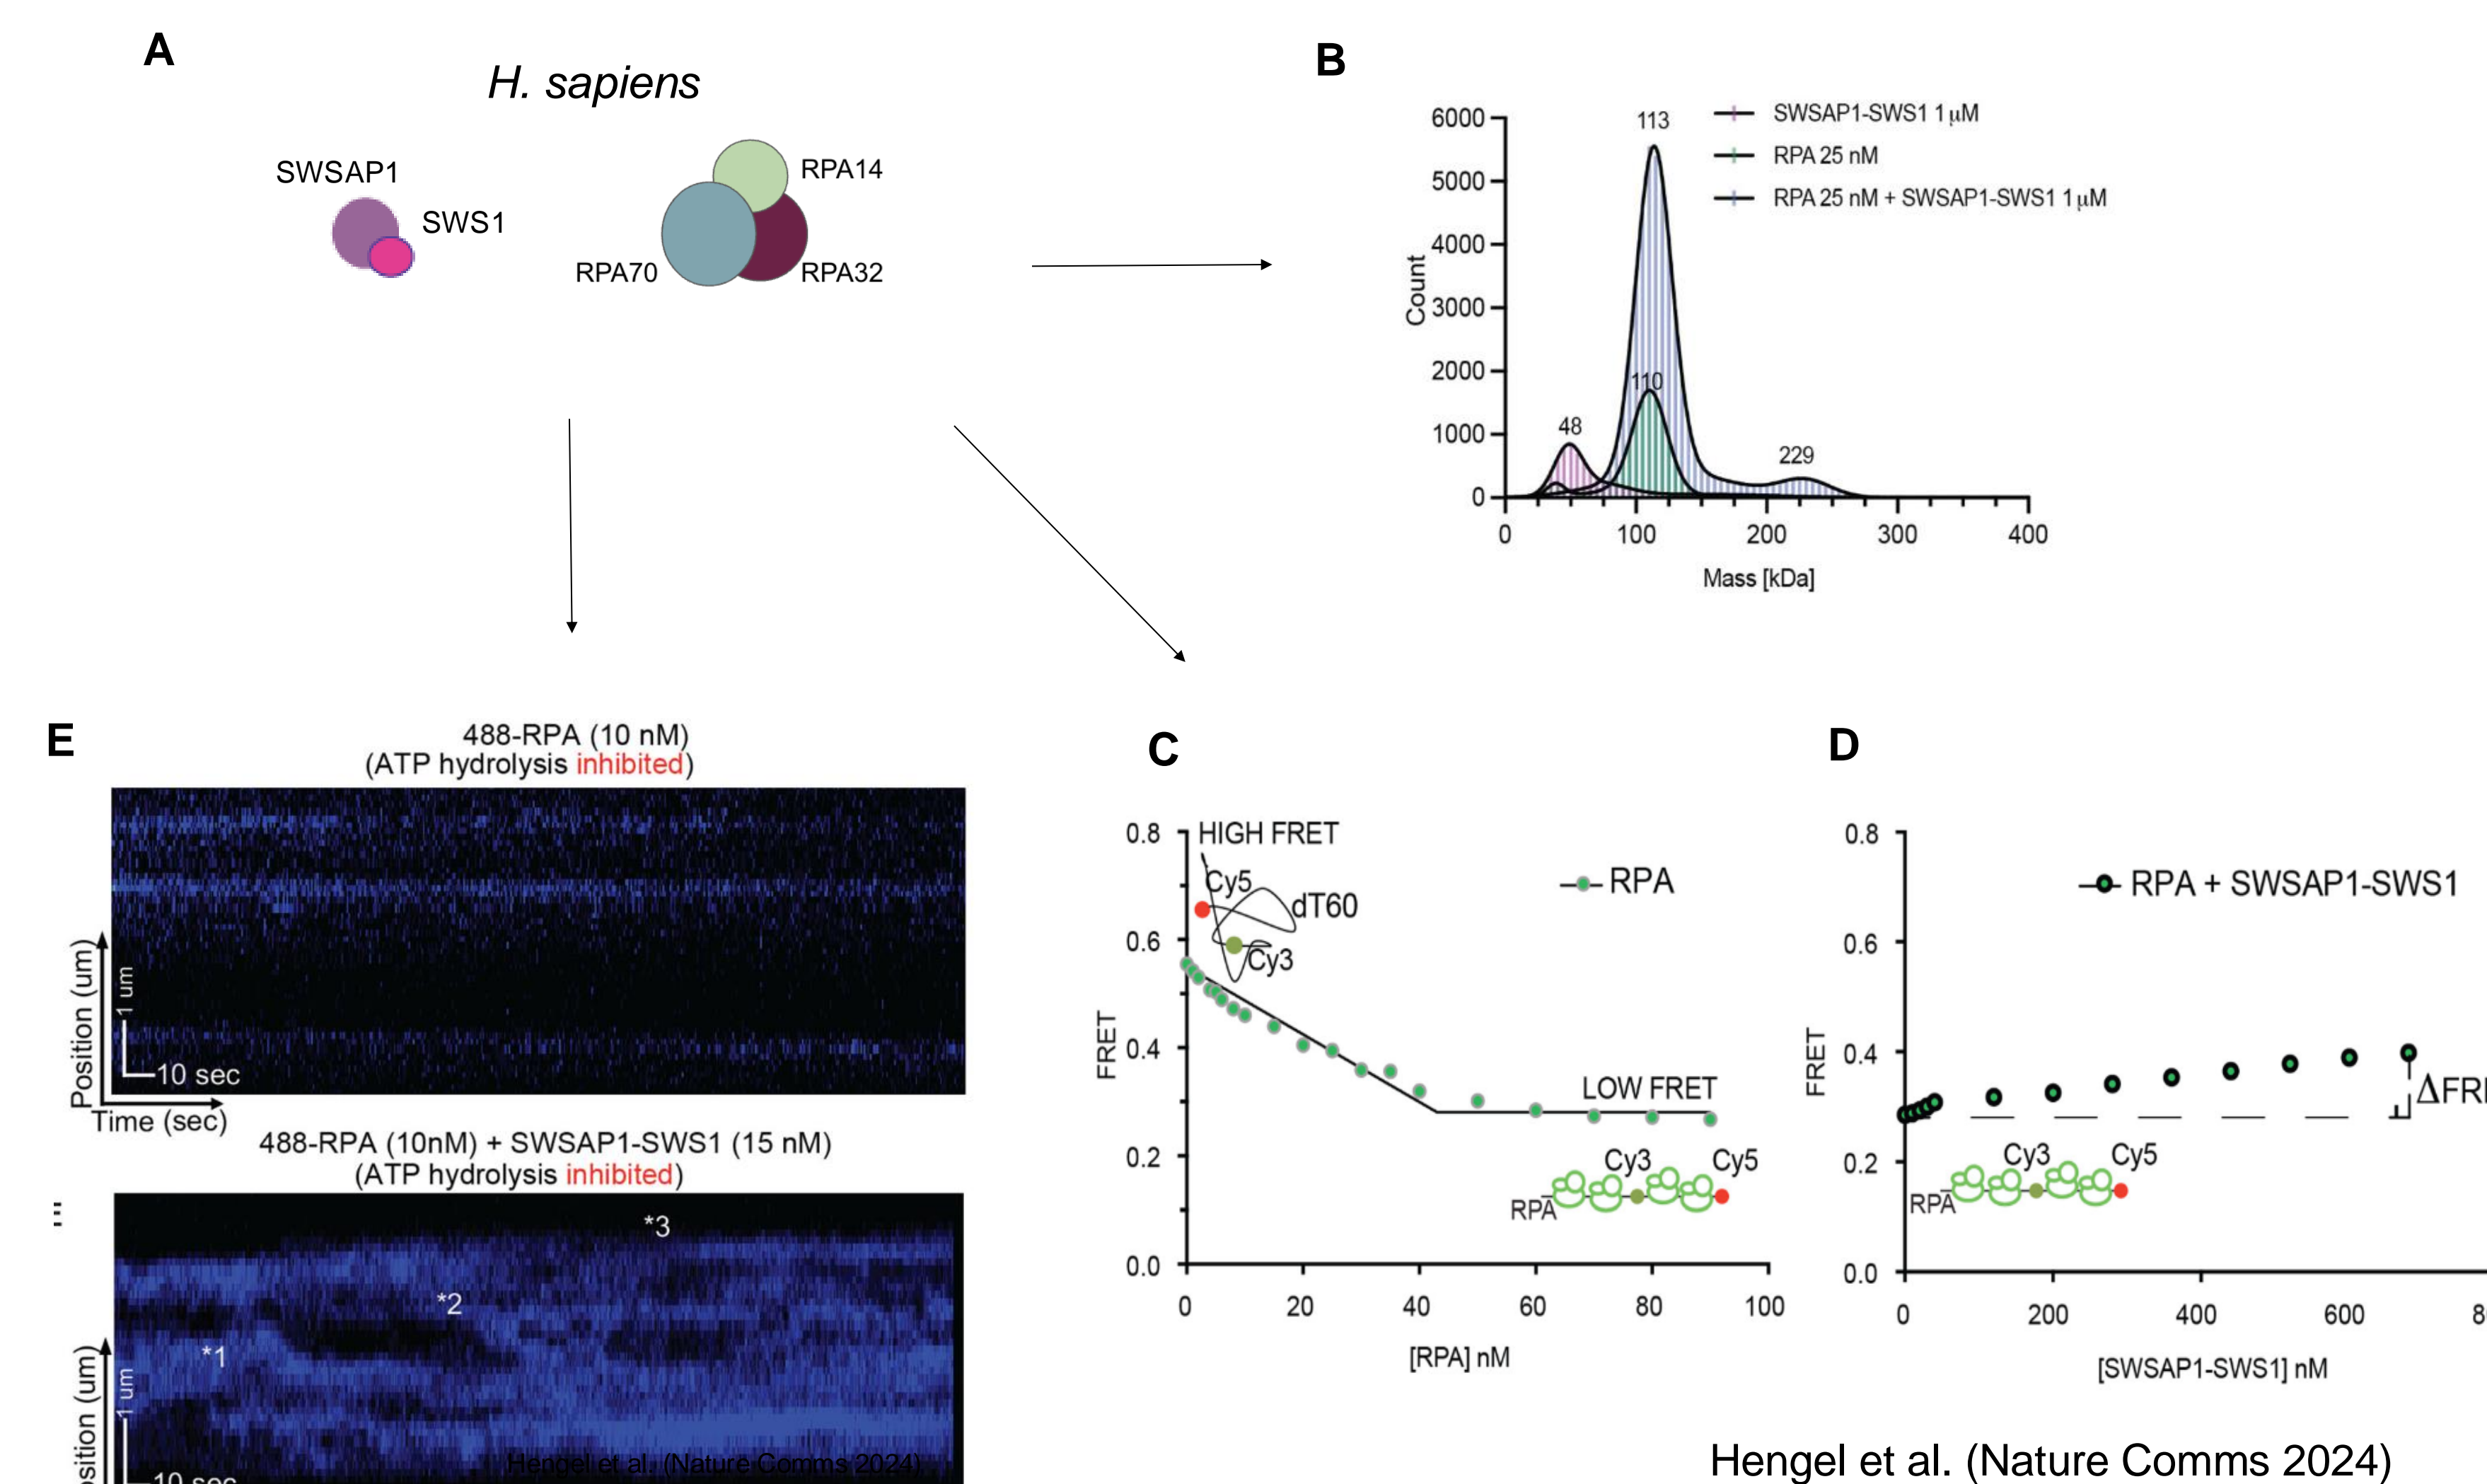 A
H. sapiens
SWSAP1
SWS1
RPA14
RPA70
RPA32
B
6000
5000
4000
3000
2000
1000
0
Count
113
110
48
229
SWSAP1-SWS1 1 µM
RPA 25 nM
RPA 25 nM + SWSAP1-SWS1 1 µM
0 100 200 300 400
Mass [kDa]
E
488-RPA (10 nM)
(ATP hydrolysis inhibited)
Position (um)
1 um
10 sec
Time (sec)
488-RPA (10nM) + SWSAP1-SWS1 (15 nM)
(ATP hydrolysis inhibited)
*3
*2
*1
sition (um)
1 um
10 sec
Hengel et al. (Nature Comms 2024)
C
0.8
0.6
0.4
0.2
0.0
FRET
HIGH FRET
Cy5
dT60
Cy3
RPA
LOW FRET
Cy3 Cy5
RPA
0 20 40 60 80 100
[RPA] nM
D
0.8
0.6
0.4
0.2
0.0
FRET
RPA + SWSAP1-SWS1
ΔFRE
Cy3 Cy5
RPA
0 200 400 600 8
[SWSAP1-SWS1] nM
Hengel et al. (Nature Comms 2024)